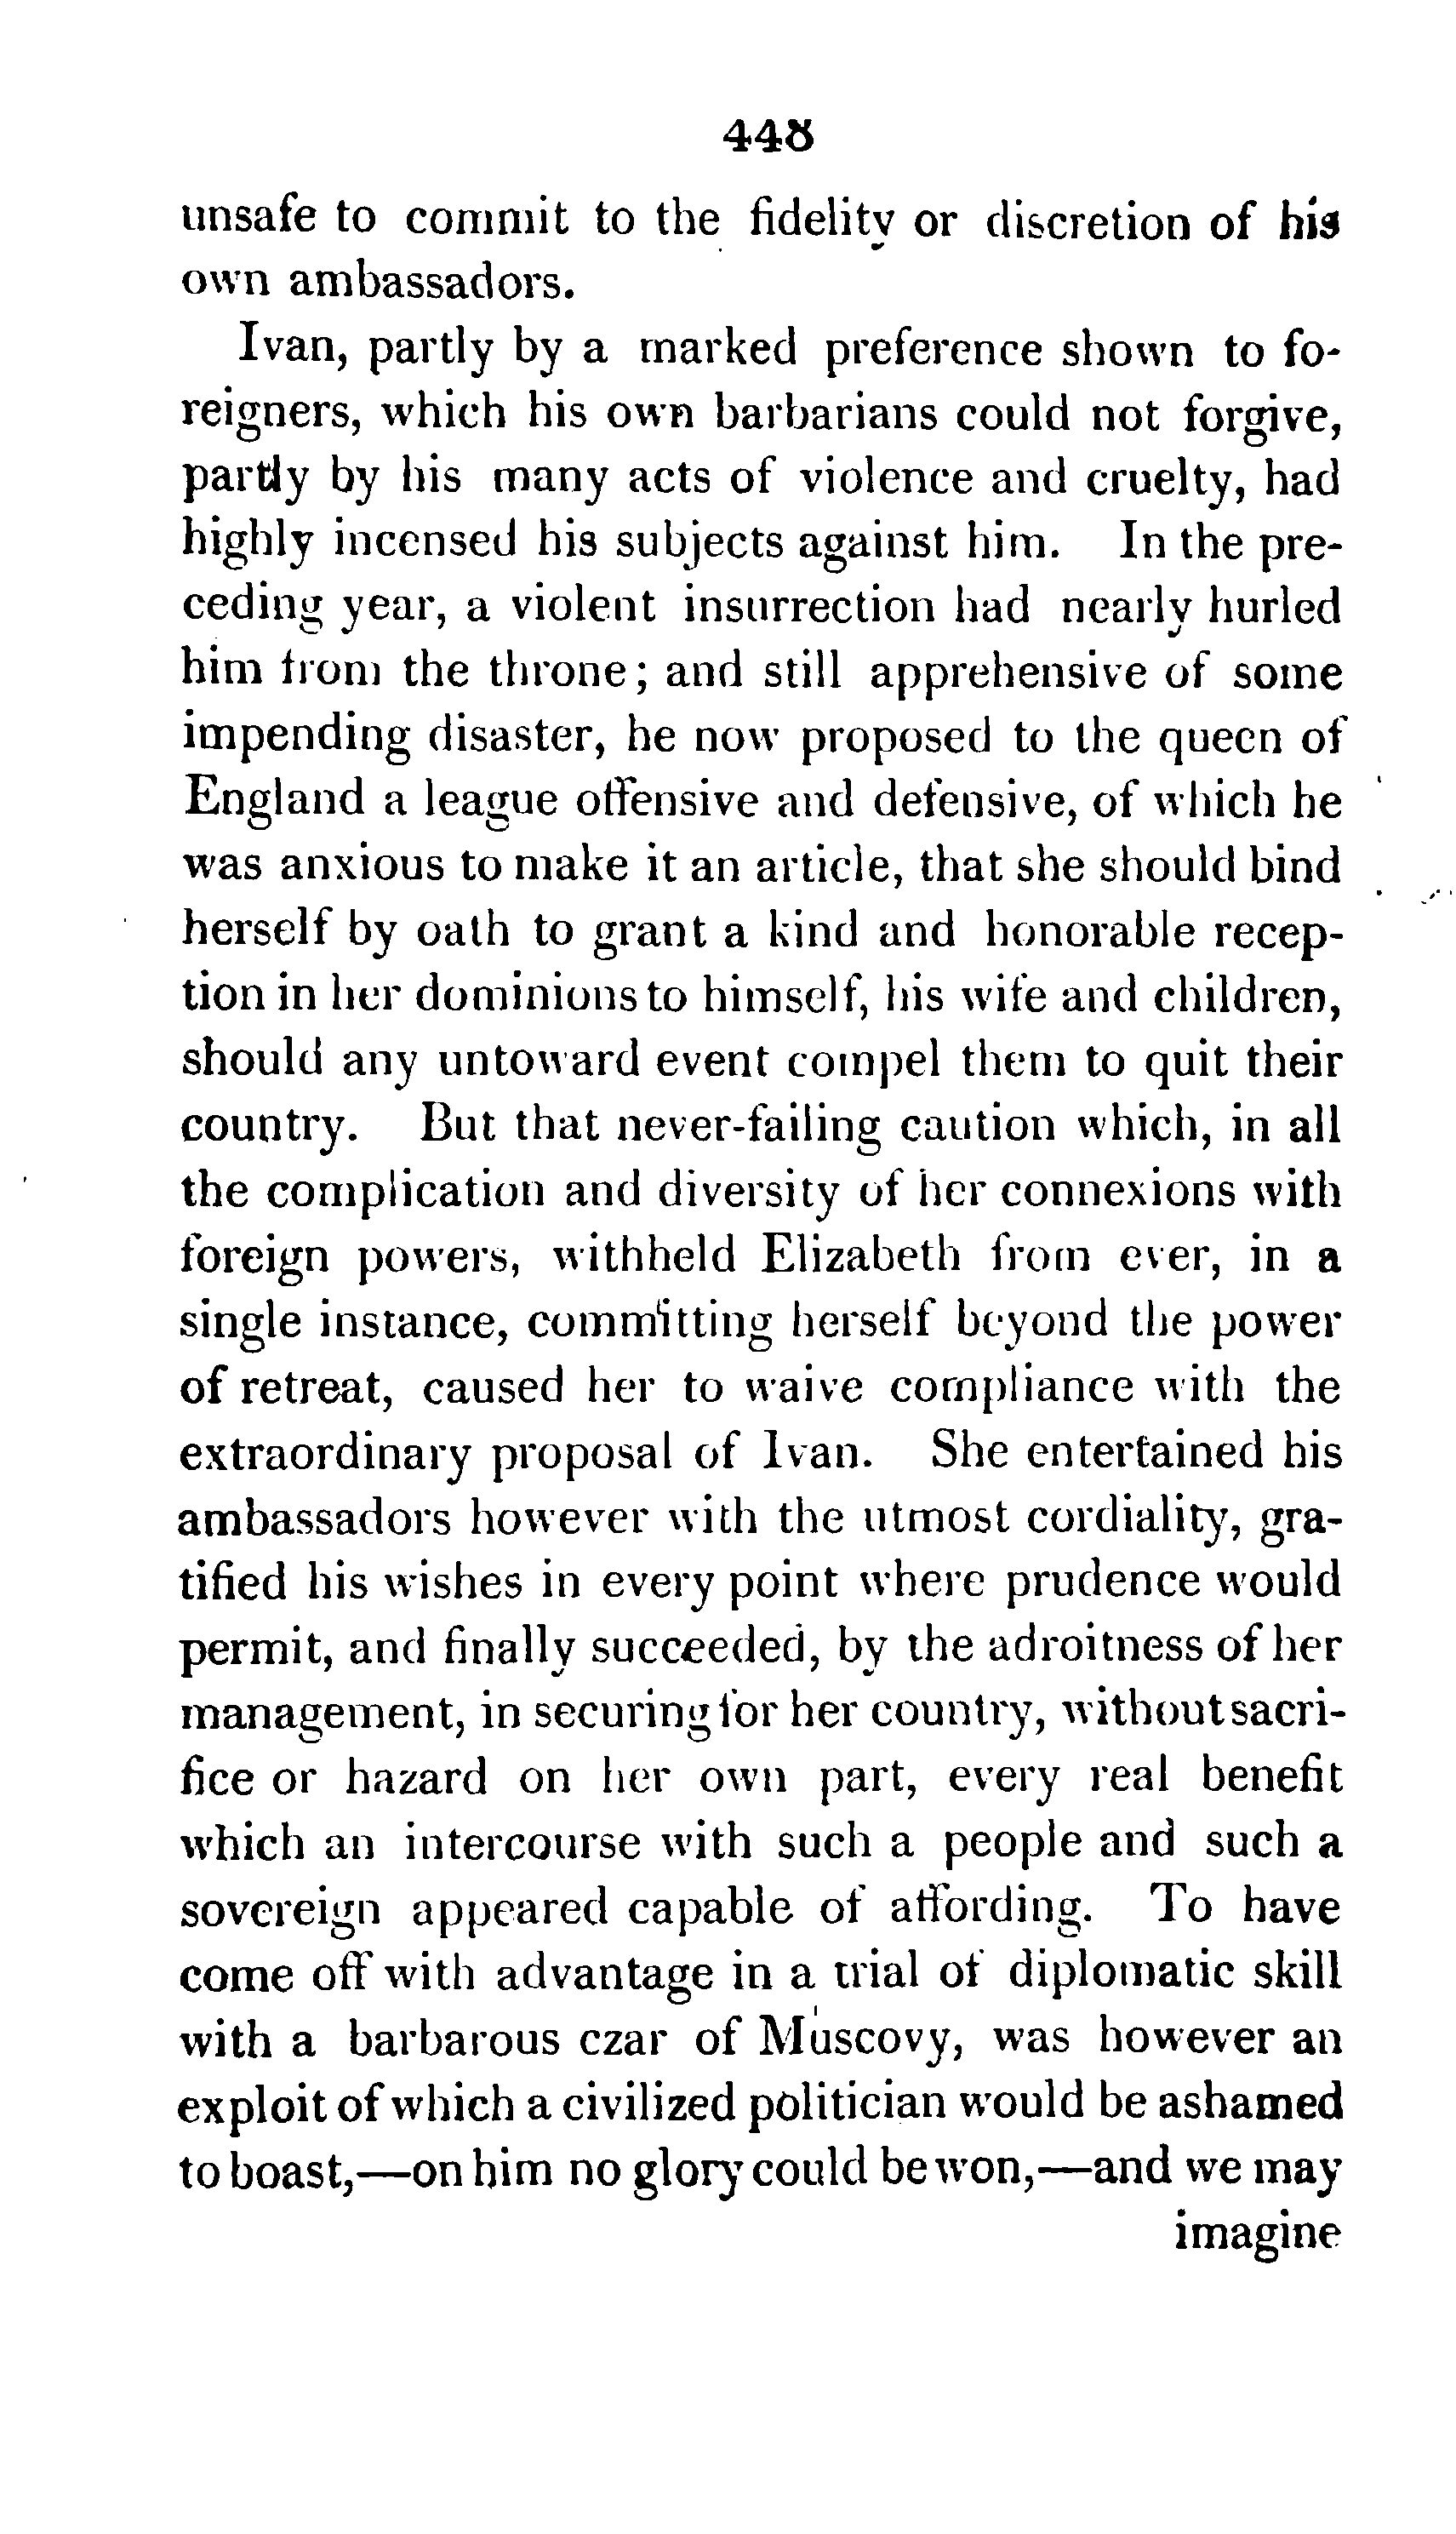 448
unsafe to commit to the fidelity or discretion of his
own ambassadors.
Ivan, partly by a marked preference shown to fo-
reigners, which his own barbarians could not forgive,
partly by his many acts of violence and cruelty, had
highly incensed his subjects against him. In the pre-
ceding year, a violent insurrection had nearly hurled
him from the throne; and still apprehensive of some
impending disaster, he now proposed to the queen of
England a league offensive and defensive, of which he
was anxious to make it an article, that she should bind
herself by oath to grant a kind and honorable recep-
tion in her dominions to himself, his wife and children,
should any untoward event compel them to quit their
country. But that never-failing caution which, in all
the complication and diversity of her connexions with
foreign powers, withheld Elizabeth from ever, in a
single instance, committing herself beyond the power
of retreat, caused her to waive compliance with the
extraordinary proposal of Ivan. She entertained his
ambassadors however with the utmost cordiality, gra-
tified his wishes in every point where prudence would
permit, and finally succeeded, by the adroitness of her
management, in securing for her country, without sacri-
fice or hazard on her own part, every real benefit
which an intercourse with such a people and such a
sovereign appeared capable of affording. To have
come off with advantage in a trial of diplomatic skill
with a barbarous czar of Muscovy, was however an
exploit of which a civilized politician would be ashamed
to boast,—on him no glory could be won,—and we may
imagine